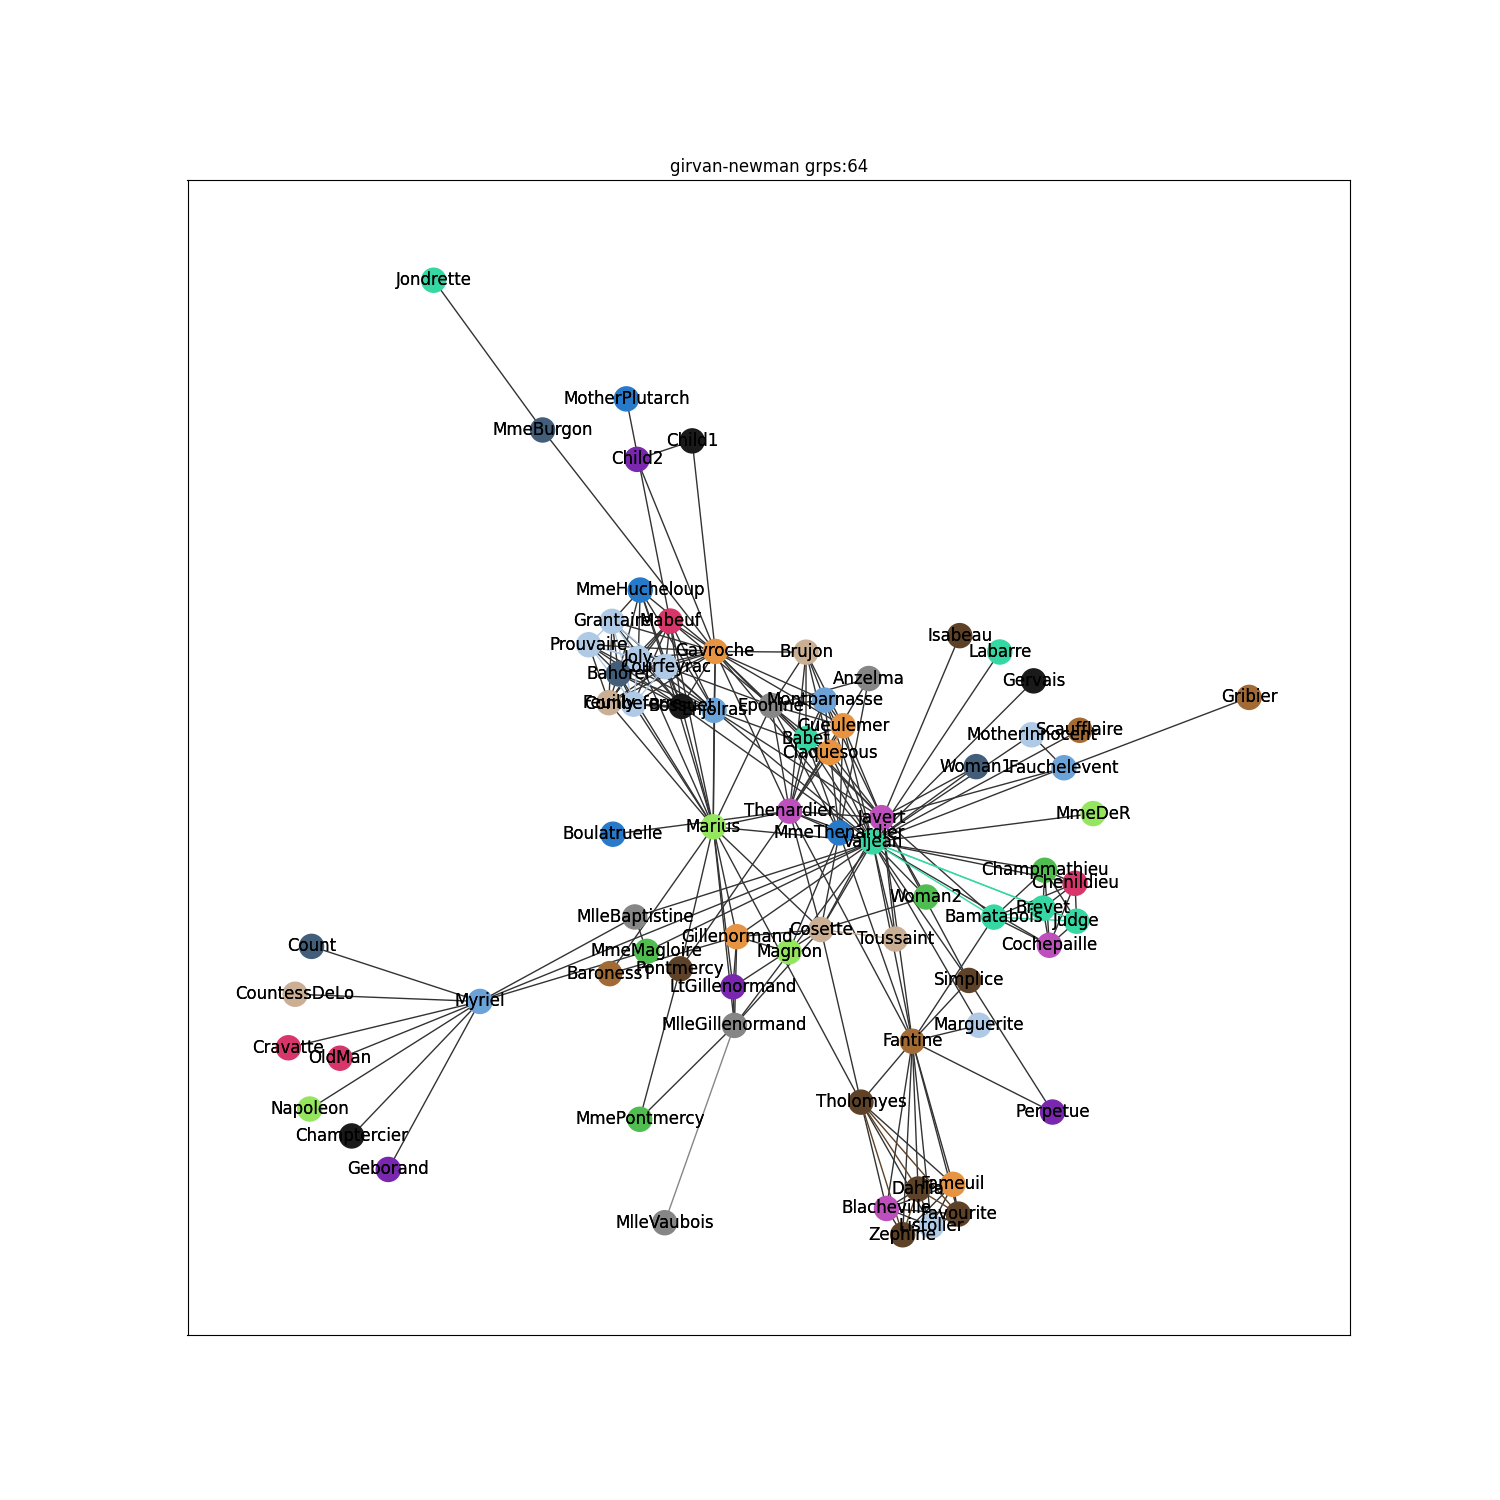 girvan-newman grps:64
Jondrette
MotherPlutarch
MmeBurgon
Child1
Child2
MmeHucheloup
Grantaire
Mabeuf
Isabeau
Prouvaire
Gavroche
Brujon
Labarre
Joly
Courfeyrac
Bahorel
Anzelma
Gervais
Gribier
Montparnasse
Feuilly
Combeferre
Bossuet
Enjolras
Eponine
Gueulemer
Scaufflaire
MotherInnocent
Babet
Claquesous
Woman1
Fauchelevent
Thenardier
MmeDeR
Javert
Marius
Boulatruelle
MmeThenardier
Valjean
Champmathieu
Chenildieu
Woman2
Brevet
MlleBaptistine
Bamatabois
Judge
Cosette
Gillenormand
Toussaint
Count
Cochepaille
MmeMagloire
Magnon
BaronessT
Pontmercy
Simplice
LtGillenormand
CountessDeLo
Myriel
MlleGillenormand
Marguerite
Fantine
Cravatte
OldMan
Tholomyes
Napoleon
Perpetue
MmePontmercy
Champtercier
Geborand
Fameuil
Dahlia
Blacheville
Favourite
MlleVaubois
Listolier
Zephine